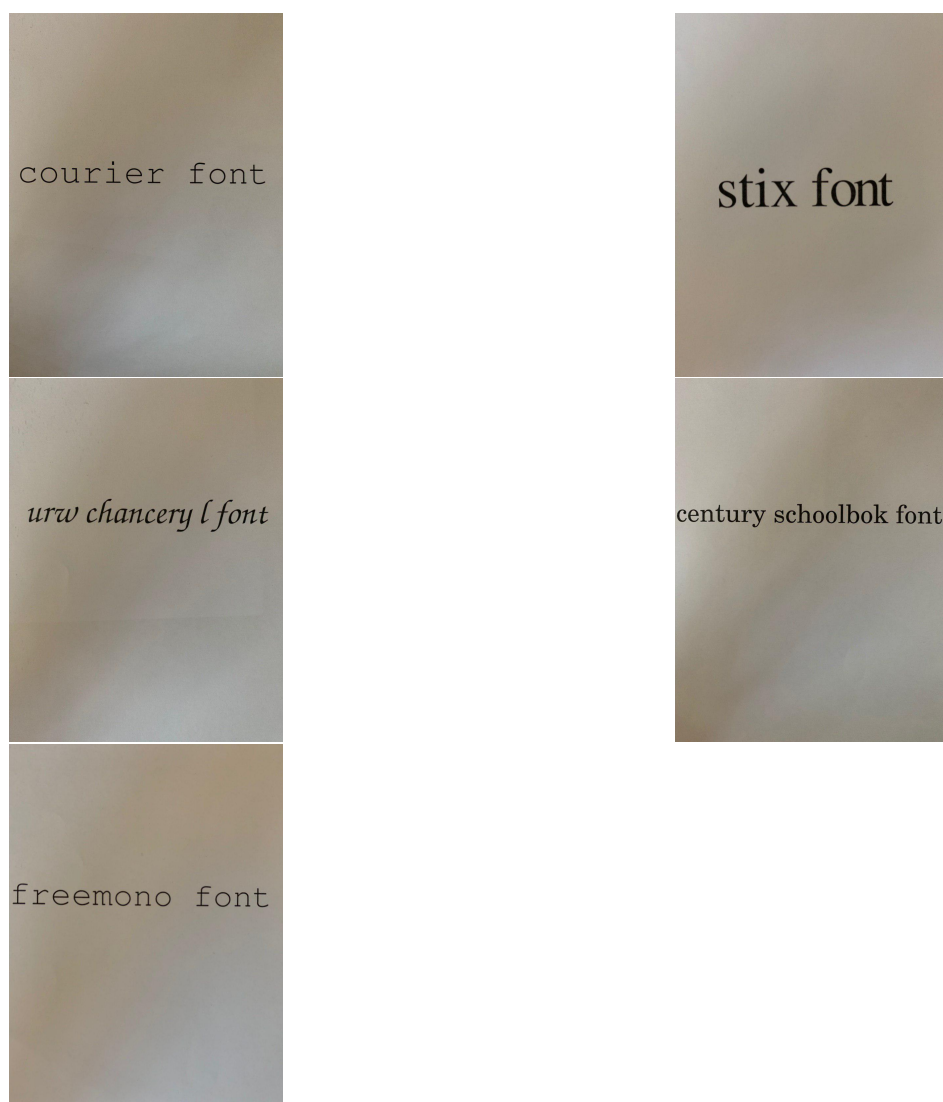 courier font
stix font
urw chancery l font
century schoolbok font
freemono font